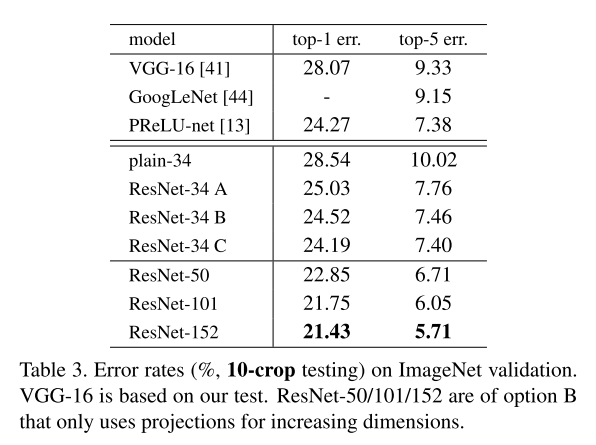 model top-1 err. top-5 err.
VGG-16 [41] 28.07 9.33
GoogLeNet [44] - 9.15
PReLU-net [13] 24.27 7.38
plain-34 28.54 10.02
ResNet-34 A 25.03 7.76
ResNet-34 B 24.52 7.46
ResNet-34 C 24.19 7.40
ResNet-50 22.85 6.71
ResNet-101 21.75 6.05
ResNet-152 21.43 5.71
Table 3. Error rates (%, 10-crop testing) on ImageNet validation.
VGG-16 is based on our test. ResNet-50/101/152 are of option B
that only uses projections for increasing dimensions.